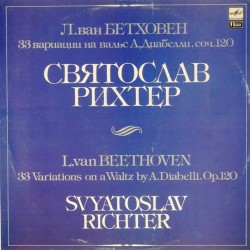 Л.ван БЕТХОВЕН
33 вариации на вальс А.Диабелли, соч.120
СВЯТОСЛАВ
РИХТЕР
L.van BEETHOVEN
33 Variations on a Waltz by A.Diabelli. Op.120
SVYATOSLAV
RICHTER